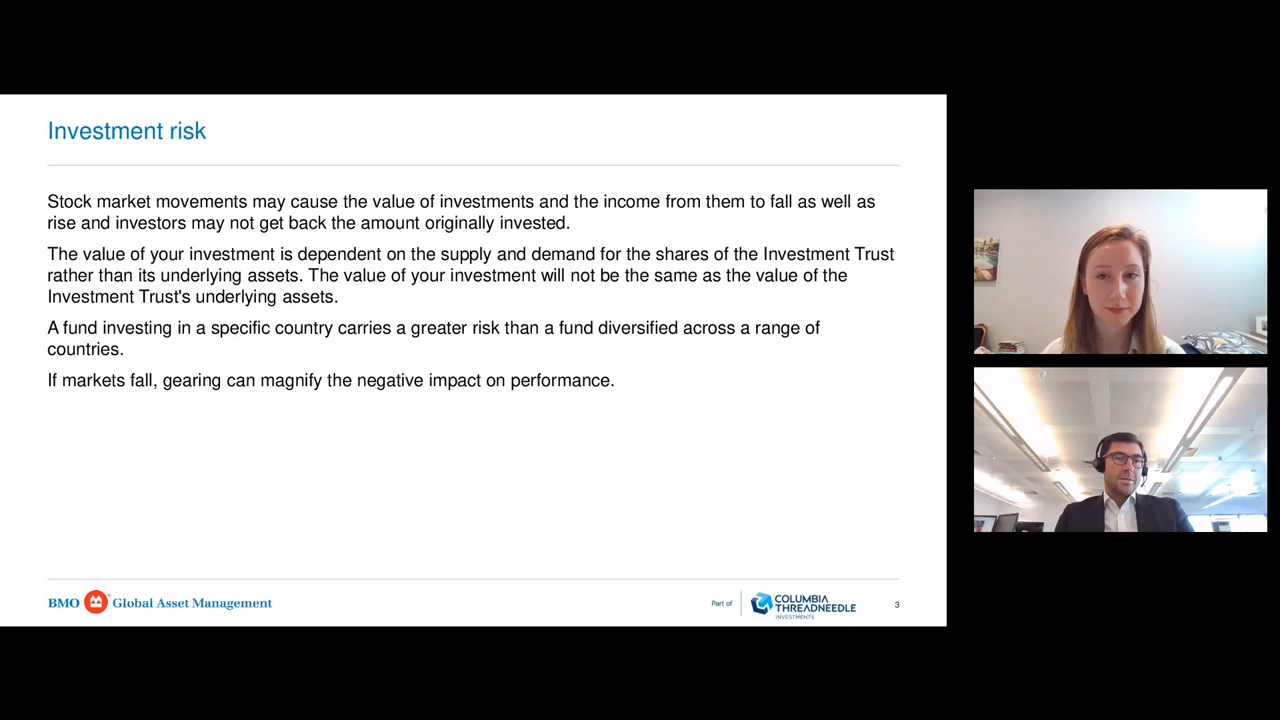 Investment risk
Stock market movements may cause the value of investments and the income from them to fall as well as
rise and investors may not get back the amount originally invested.
The value of your investment is dependent on the supply and demand for the shares of the Investment Trust
rather than its underlying assets. The value of your investment will not be the same as the value of the
Investment Trust's underlying assets.
A fund investing in a specific country carries a greater risk than a fund diversified across a range of
countries.
If markets fall, gearing can magnify the negative impact on performance.
BMO Global Asset Management
Part of
COLUMBIA
THREADNEEDLE
INVESTMENTS
3